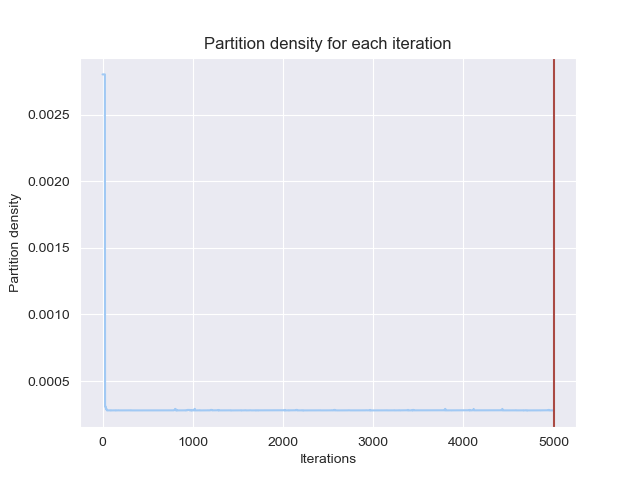 Partition density for each iteration
Partition density
0.0025
0.0020
0.0015
0.0010
0.0005
0 1000 2000 3000 4000 5000
Iterations